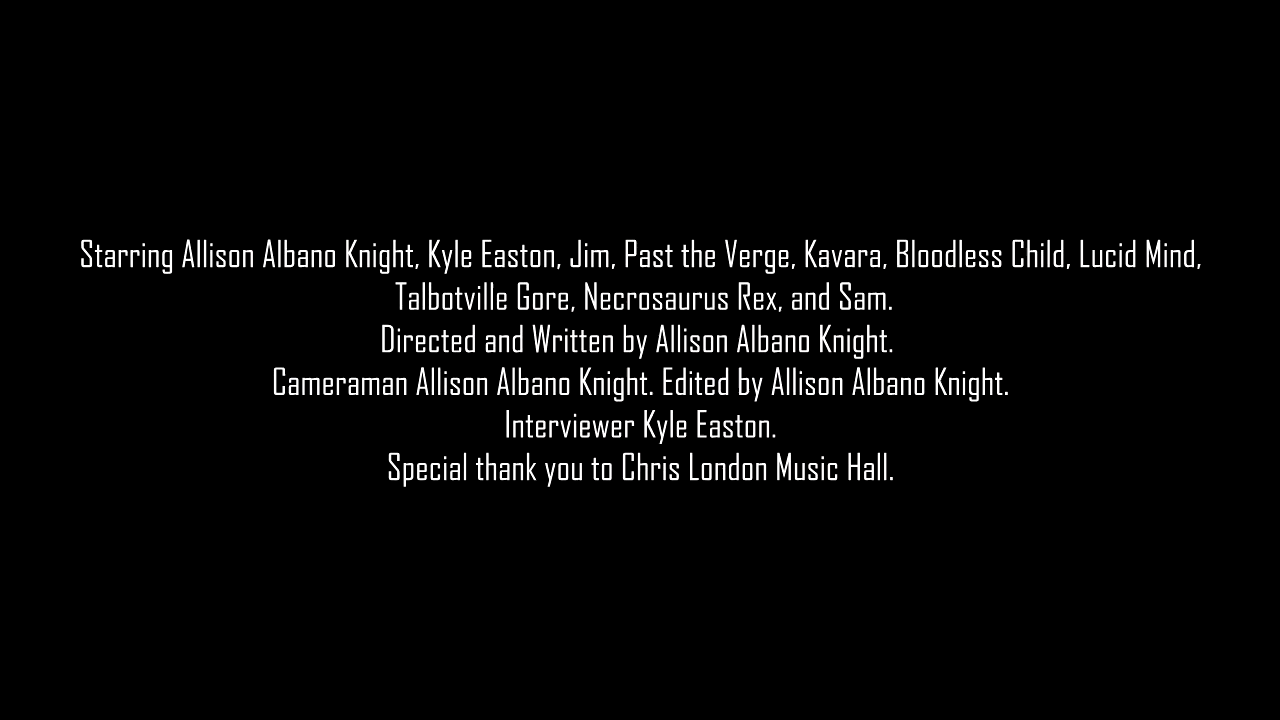 Starring Allison Albano Knight, Kyle Easton, Jim, Past the Verge, Kavara, Bloodless Child, Lucid Mind,
Talbotville Gore, Necrosaurus Rex, and Sam.
Directed and Written by Allison Albano Knight.
Cameraman Allison Albano Knight. Edited by Allison Albano Knight.
Interviewer Kyle Easton.
Special thank you to Chris London Music Hall.